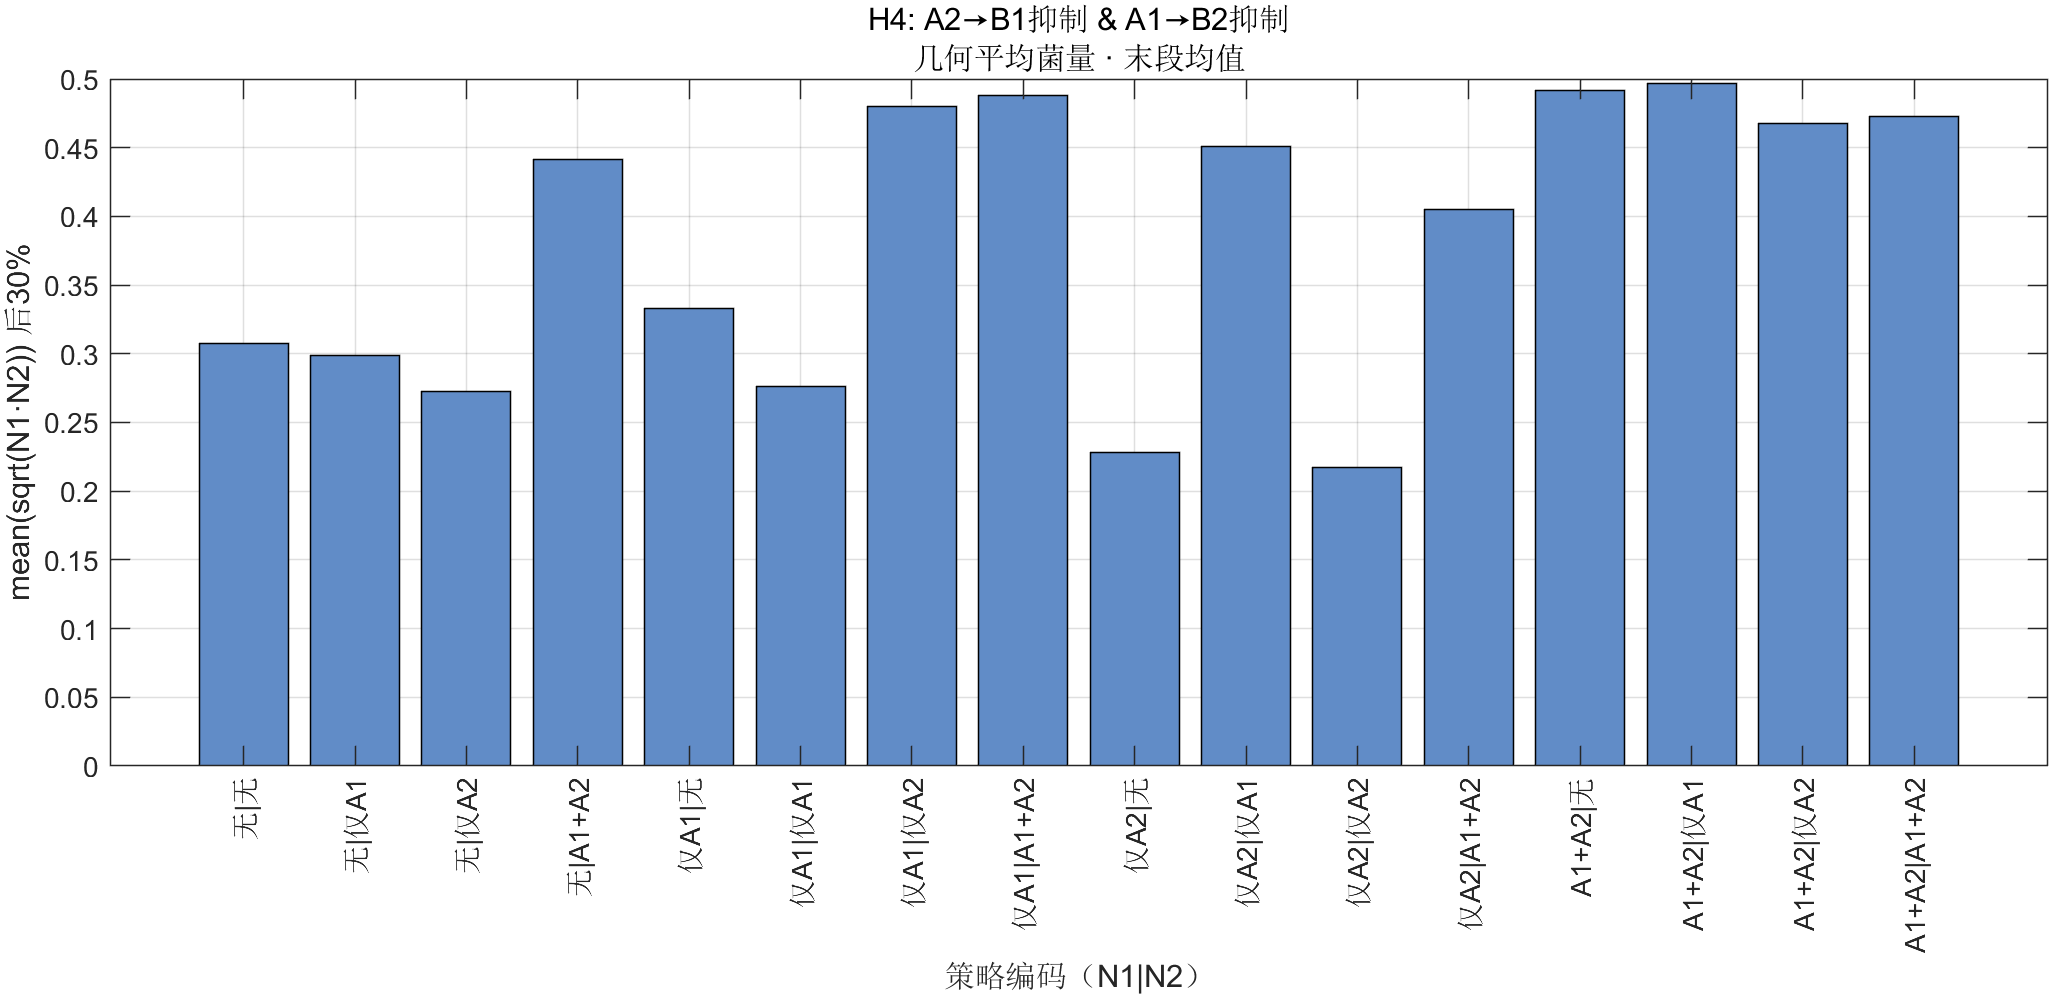 H4: A2→B1抑制 & A1→B2抑制
几何平均菌量 · 末段均值
mean(sqrt(N1·N2)) 后30%
0.5
0.45
0.4
0.35
0.3
0.25
0.2
0.15
0.1
0.05
0
无|无
无|仅A1
无|仅A2
无|A1+A2
仅A1|无
仅A1|仅A1
仅A1|仅A2
仅A1|A1+A2
仅A2|无
仅A2|仅A1
仅A2|仅A2
仅A2|A1+A2
A1+A2|无
A1+A2|仅A1
A1+A2|仅A2
A1+A2|A1+A2
策略编码（N1|N2）